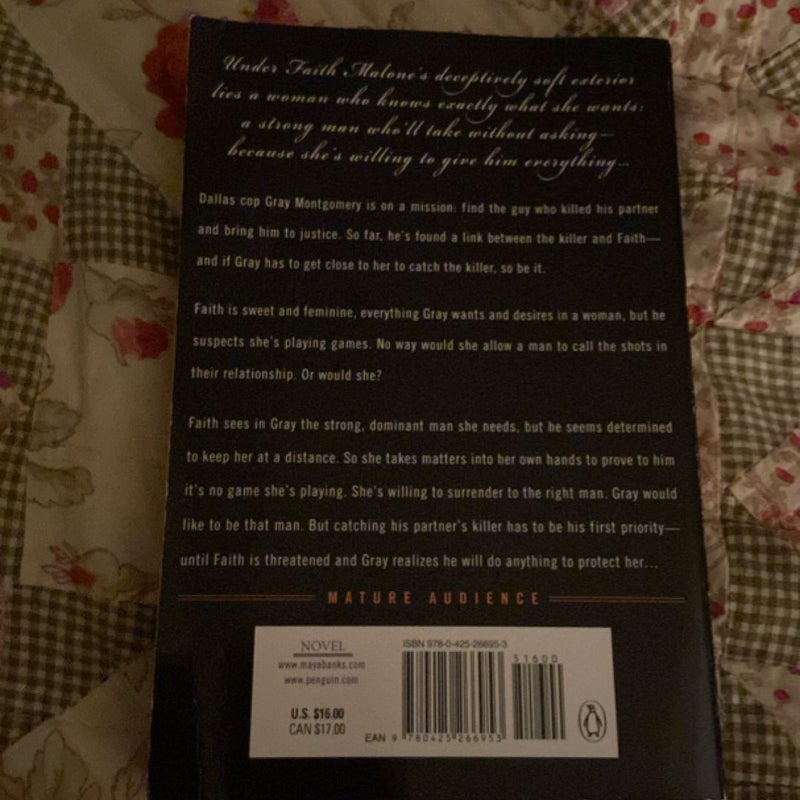 Under Faith Malone's deceptively soft exterior
lies a woman who knows exactly what she wants:
a strong man who'll take without asking—
because she's willing to give him everything...
Dallas cop Gray Montgomery is on a mission: find the guy who killed his partner
and bring him to justice. So far, he's found a link between the killer and Faith—
and if Gray has to get close to her to catch the killer, so be it.
Faith is sweet and feminine, everything Gray wants and desires in a woman, but he
suspects she's playing games. No way would she allow a man to call the shots in
their relationship. Or would she?
Faith sees in Gray the strong, dominant man she needs, but he seems determined
to keep her at a distance. So she takes matters into her own hands to prove to him
it's no game she's playing. She's willing to surrender to the right man. Gray would
like to be that man. But catching his partner's killer has to be his first priority—
until Faith is threatened and Gray realizes he will do anything to protect her...
MATURE AUDIENCE
NOVEL
www.mayabanks.com
www.penguin.com
U.S. $16.00
CAN $17.00
ISBN 978-0-425-26695-3
51600
EAN 9 780425 266953